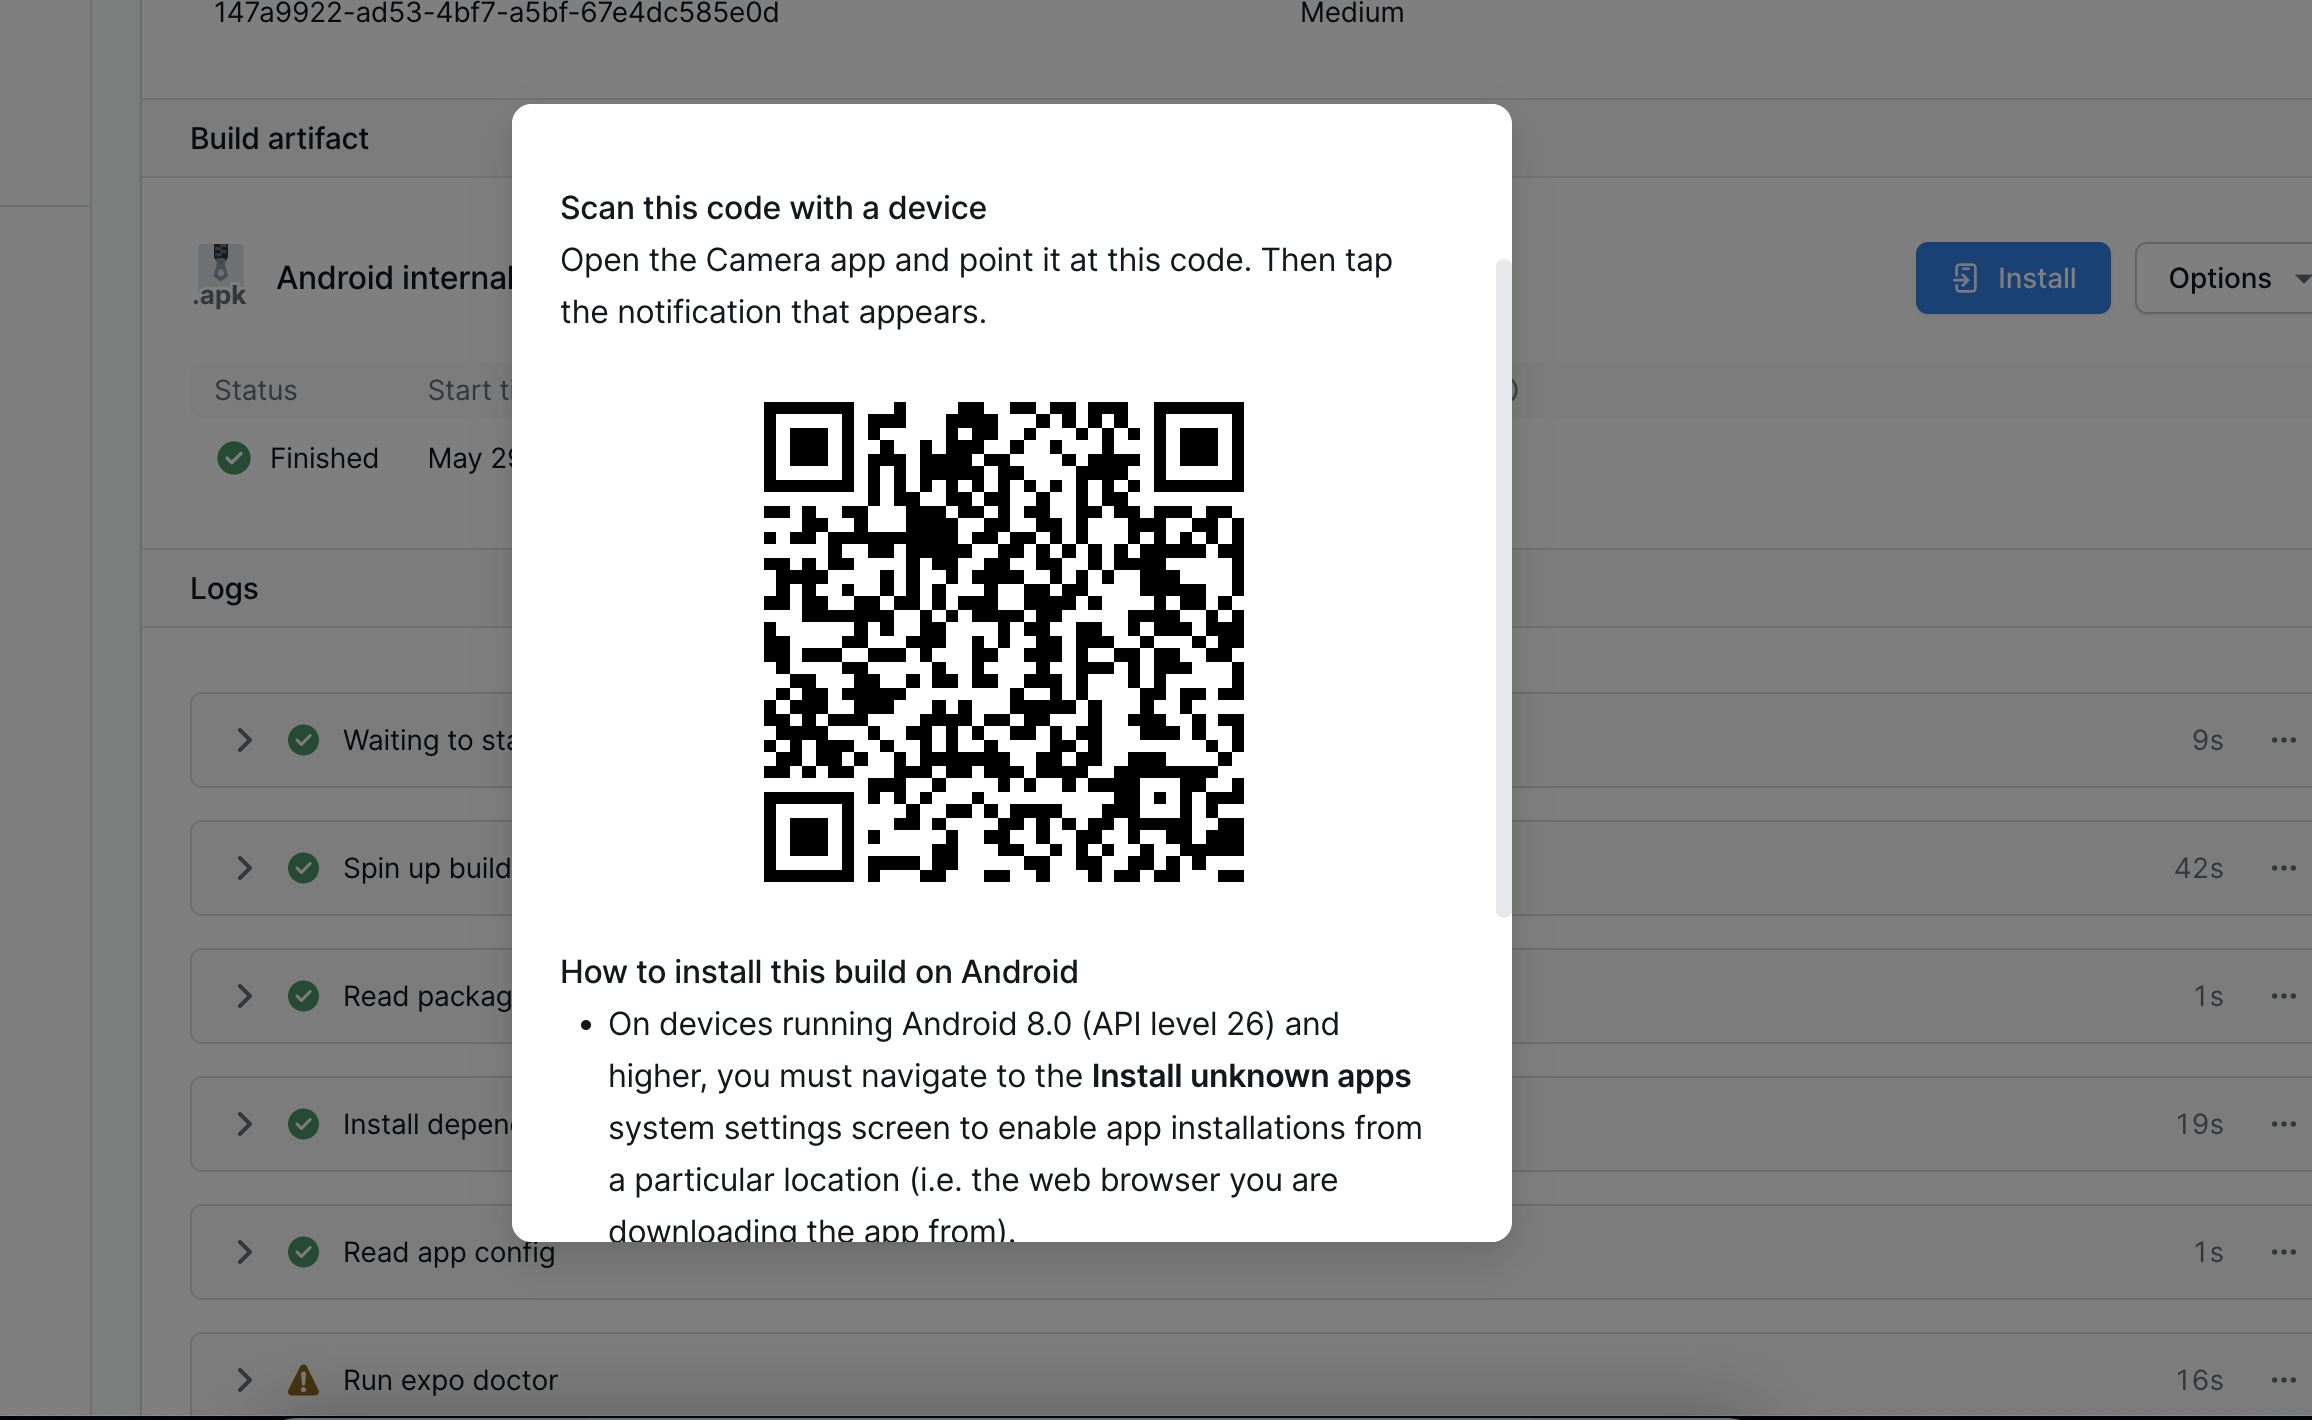 147a9922-ad53-4bf7-a5bf-67e4dc585e0d
Medium
Build artifact
.apk
Android internal
Install
Options
Status
Start
Finished
May
Logs
Waiting to
9s
Spin up build
42s
Read
1s
Install
19s
Read app config
1s
Run expo doctor
16s
Scan this code with a device
Open the Camera app and point it at this code. Then tap
the notification that appears.
How to install this build on Android
• On devices running Android 8.0 (API level 26) and
higher, you must navigate to the Install unknown apps
system settings screen to enable app installations from
a particular location (i.e. the web browser you are
downloading the app from).